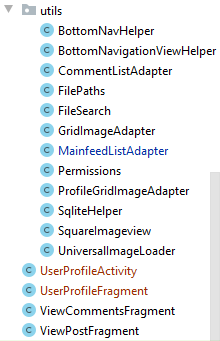 utils
BottomNavHelper
BottomNavigationViewHelper
CommentListAdapter
FilePaths
FileSearch
GridImageAdapter
MainfeedListAdapter
Permissions
ProfileGridImageAdapter
SqliteHelper
SquareImageview
UniversalImageLoader
UserProfileActivity
UserProfileFragment
ViewCommentsFragment
ViewPostFragment